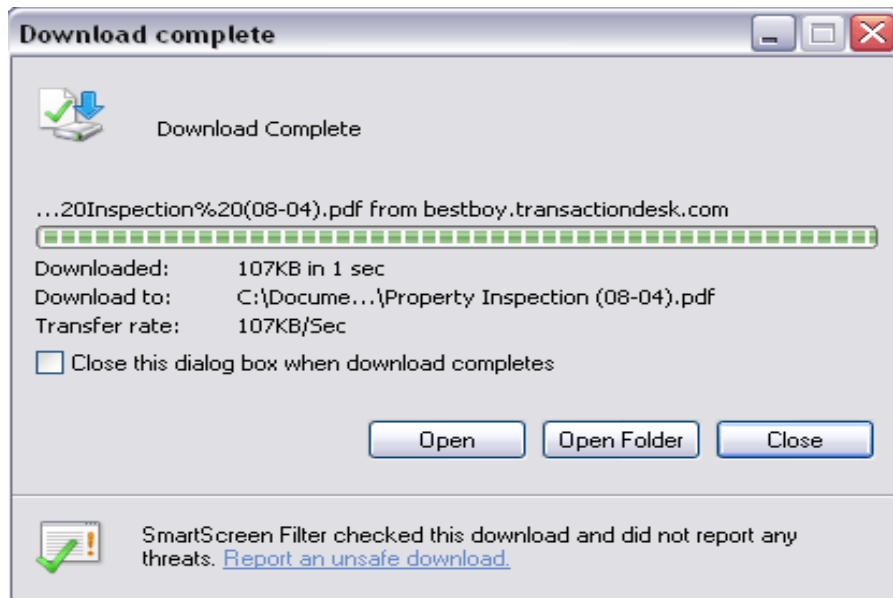 Download complete
Download Complete
...20Inspection%20(08-04).pdf from bestboy.transactiondesk.com
Downloaded: 107KB in 1 sec
Download to: C:\Docume...\Property Inspection (08-04).pdf
Transfer rate: 107KB/Sec
Close this dialog box when download completes
Open Open Folder Close
SmartScreen Filter checked this download and did not report any
threats. Report an unsafe download.